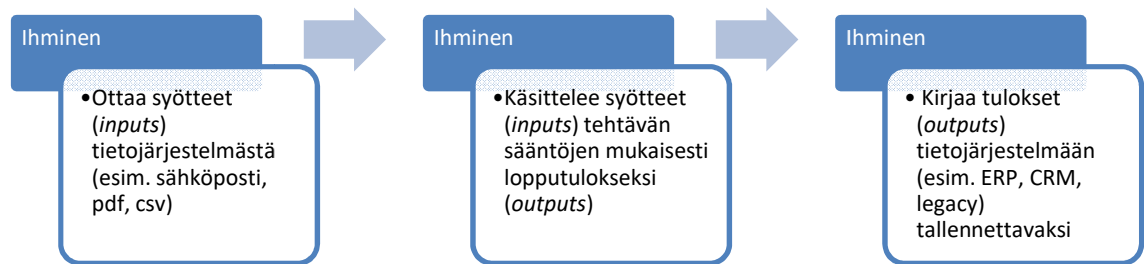 Ihminen
•Ottaa syötteet
(inputs)
tietojärjestelmästä
(esim. sähköposti,
pdf, csv)
Ihminen
•Käsittelee syötteet
(inputs) tehtävän
sääntöjen mukaisesti
lopputulokseksi
(outputs)
Ihminen
• Kirjaa tulokset
(outputs)
tietojärjestelmään
(esim. ERP, CRM,
legacy)
tallennettavaksi